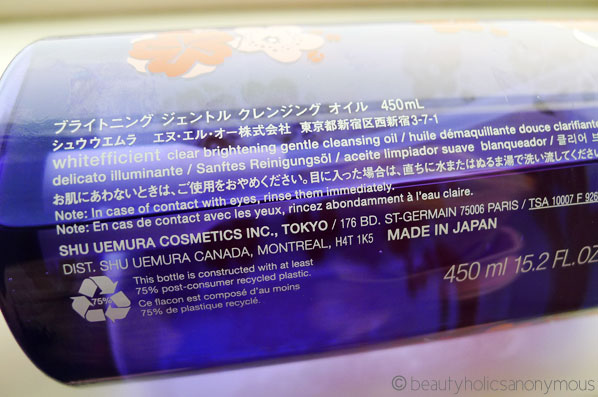 ブライトニング ジェントル クレンジング オイル 450mL
シュウ ウエムラ エヌ・エル・オー株式会社 東京都新宿区西新宿3-7-1
whitefficient clear brightening gentle cleansing oil / huile démaquillante douce clarifiante
delicato illuminante / Sanftes Reinigungsöl / aceite limpiador suave blanqueador / 클리어 브
お肌にあわないときは、ご使用をおやめください。目に入った場合は、直ちに水またはぬるま湯で洗い流してください
Note: In case of contact with eyes, rinse them immediately.
Note: En cas de contact avec les yeux, rincez abondamment à l'eau claire.
SHU UEMURA COSMETICS INC., TOKYO / 176 BD. ST-GERMAIN 75006 PARIS / TSA 10007 F 926
DIST. SHU UEMURA CANADA, MONTREAL, H4T 1K5 MADE IN JAPAN
75%
This bottle is constructed with at least
75% post-consumer recycled plastic.
Ce flacon est composé d'au moins
75% de plastique recyclé.
450 ml 15.2 FL.OZ
© beautyholicsanonymous